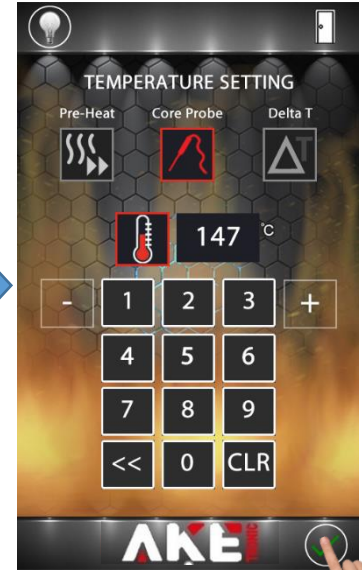 TEMPERATURE SETTING
Pre-Heat Core Probe Delta T
ΔT
147 °C
- 1 2 3 +
4 5 6
7 8 9
<< 0 CLR
AKE